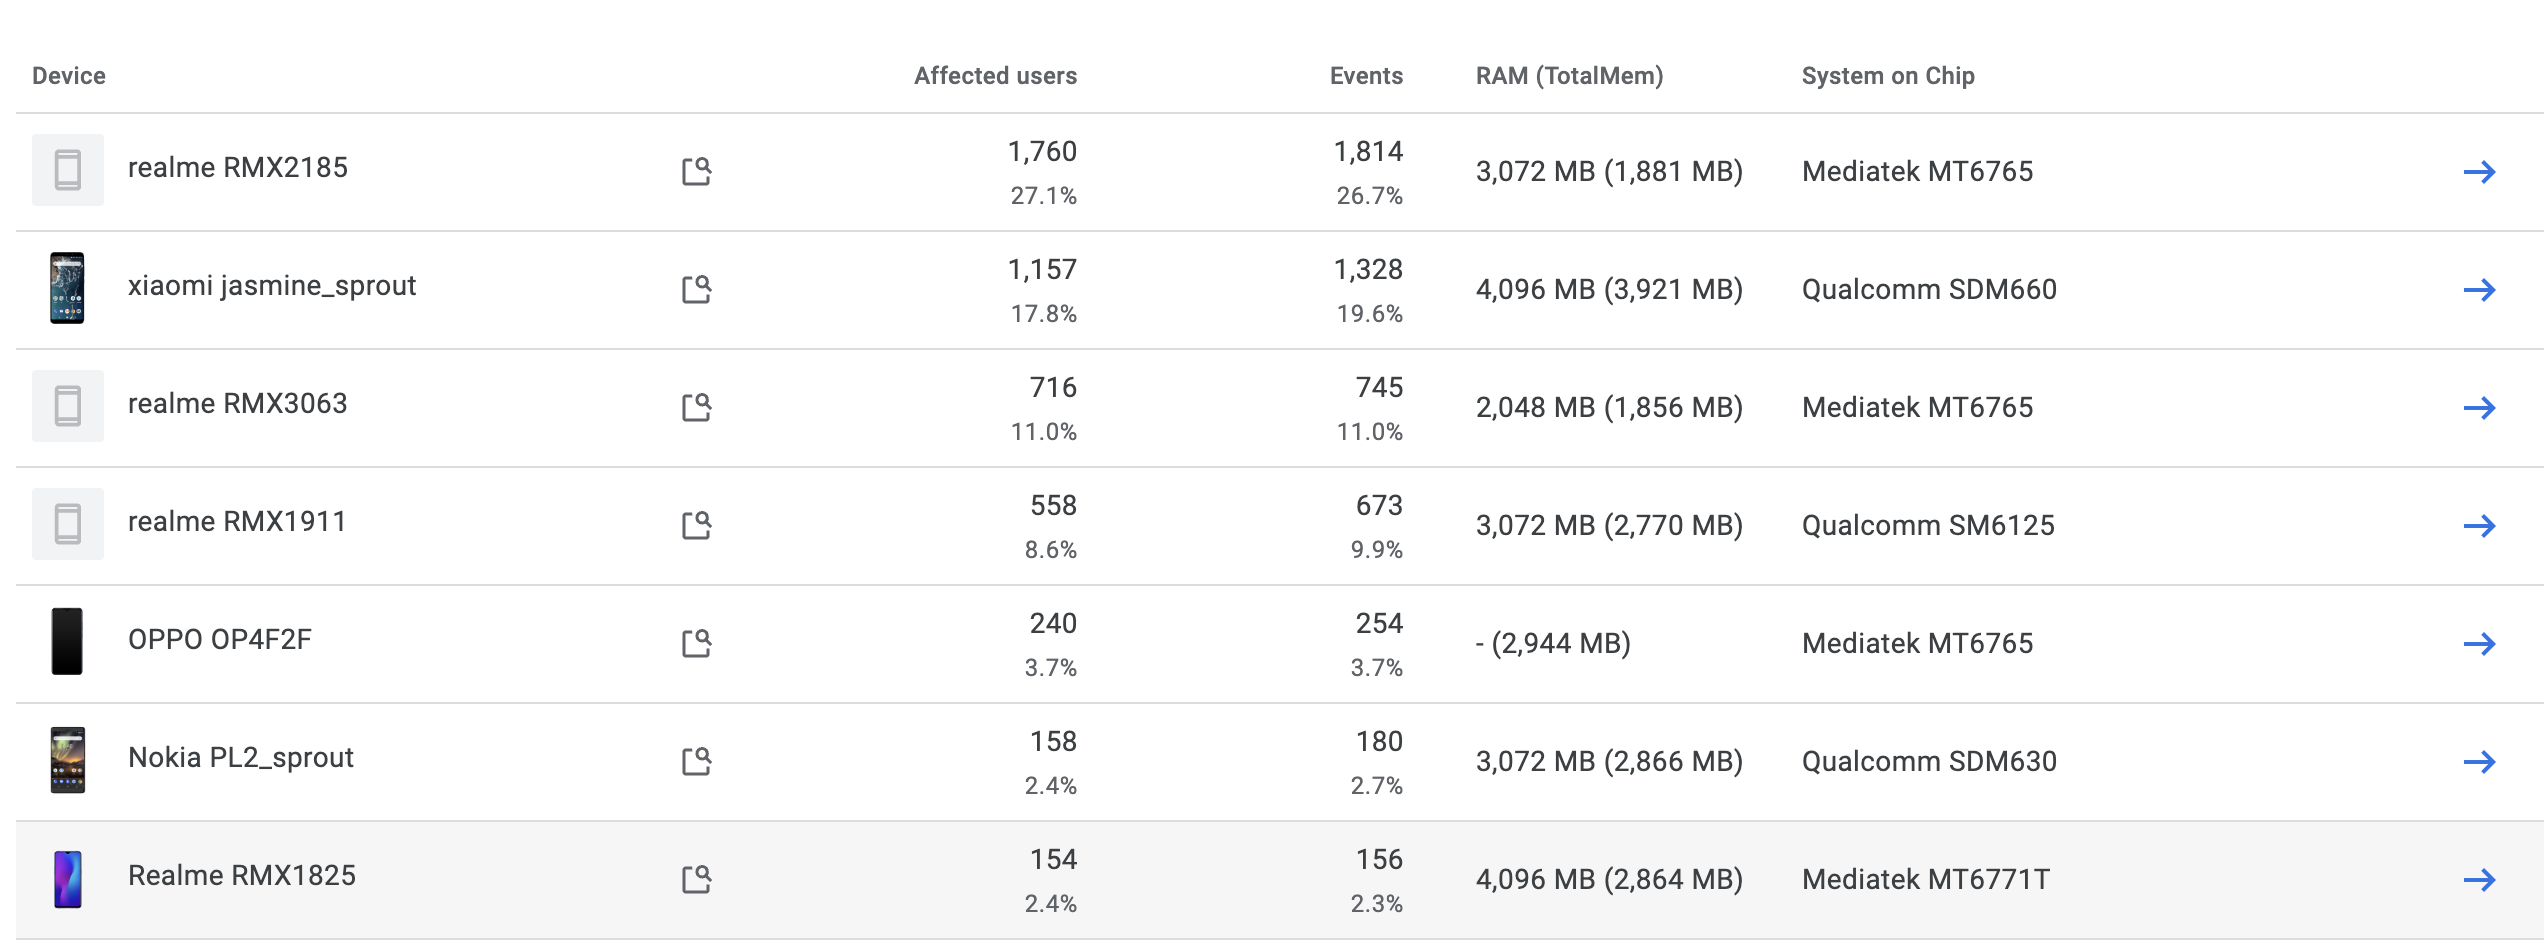 Device Affected users Events RAM (TotalMem) System on Chip
realme RMX2185 1,760 1,814 3,072 MB (1,881 MB) Mediatek MT6765
27.1% 26.7%
xiaomi jasmine_sprout 1,157 1,328 4,096 MB (3,921 MB) Qualcomm SDM660
17.8% 19.6%
realme RMX3063 716 745 2,048 MB (1,856 MB) Mediatek MT6765
11.0% 11.0%
realme RMX1911 558 673 3,072 MB (2,770 MB) Qualcomm SM6125
8.6% 9.9%
OPPO OP4F2F 240 254 - (2,944 MB) Mediatek MT6765
3.7% 3.7%
Nokia PL2_sprout 158 180 3,072 MB (2,866 MB) Qualcomm SDM630
2.4% 2.7%
Realme RMX1825 154 156 4,096 MB (2,864 MB) Mediatek MT6771T
2.4% 2.3%